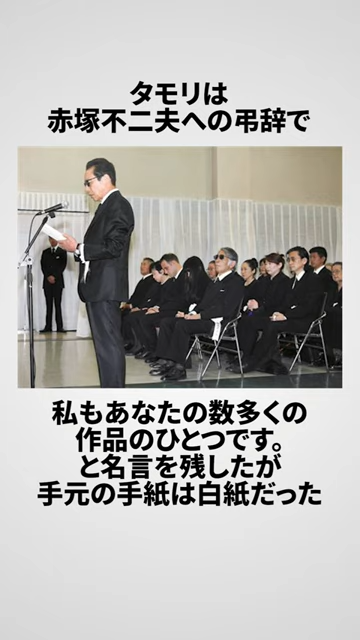 タモリは
赤塚不二夫への弔辞で
私もあなたの数多くの
作品のひとつです。
と名言を残したが
手元の手紙は白紙だった